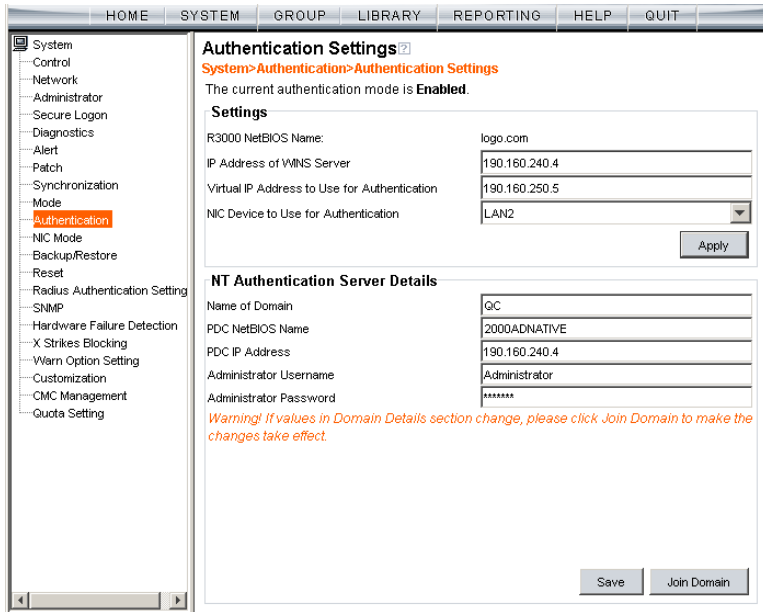 HOME SYSTEM GROUP LIBRARY REPORTING HELP QUIT
System
Control
Network
Administrator
Secure Logon
Diagnostics
Alert
Patch
Synchronization
Mode
Authentication
NIC Mode
Backup/Restore
Reset
Radius Authentication Setting
SNMP
Hardware Failure Detection
X Strikes Blocking
Warn Option Setting
Customization
CMC Management
Quota Setting
Authentication Settings ?
System>Authentication>Authentication Settings
The current authentication mode is Enabled.
Settings
R3000 NetBIOS Name: logo.com
IP Address of WINS Server 190.160.240.4
Virtual IP Address to Use for Authentication 190.160.250.5
NIC Device to Use for Authentication LAN2
Apply
NT Authentication Server Details
Name of Domain QC
PDC NetBIOS Name 2000ADNATIVE
PDC IP Address 190.160.240.4
Administrator Username Administrator
Administrator Password *******
Warning! If values in Domain Details section change, please click Join Domain to make the
changes take effect.
Save Join Domain